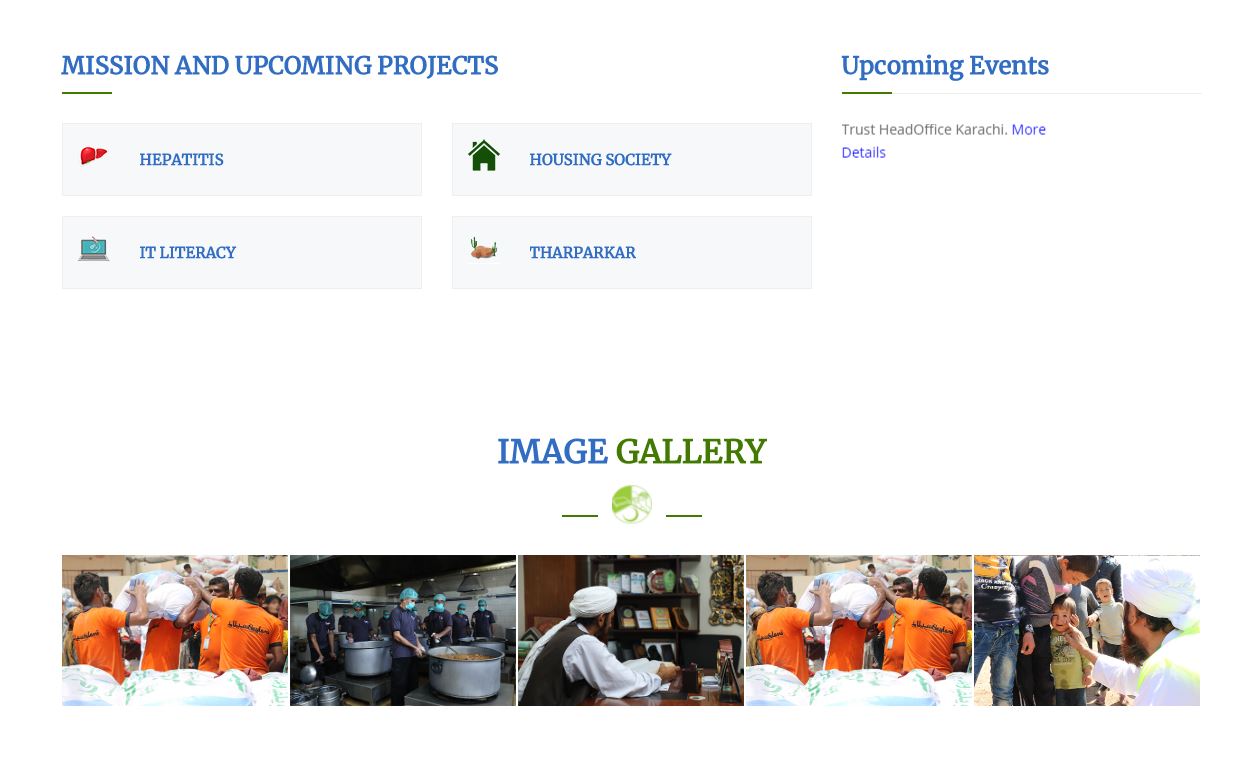 MISSION AND UPCOMING PROJECTS
HEPATITIS
HOUSING SOCIETY
IT LITERACY
THARPARKAR
Upcoming Events
Trust HeadOffice Karachi. More
Details
IMAGE GALLERY